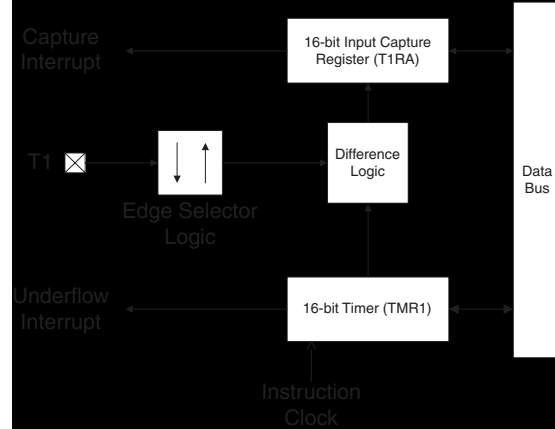 Capture
Interrupt
16-bit Input Capture
Register (T1RA)
T1
Edge Selector
Logic
Difference
Logic
Data
Bus
Underflow
Interrupt
16-bit Timer (TMR1)
Instruction
Clock